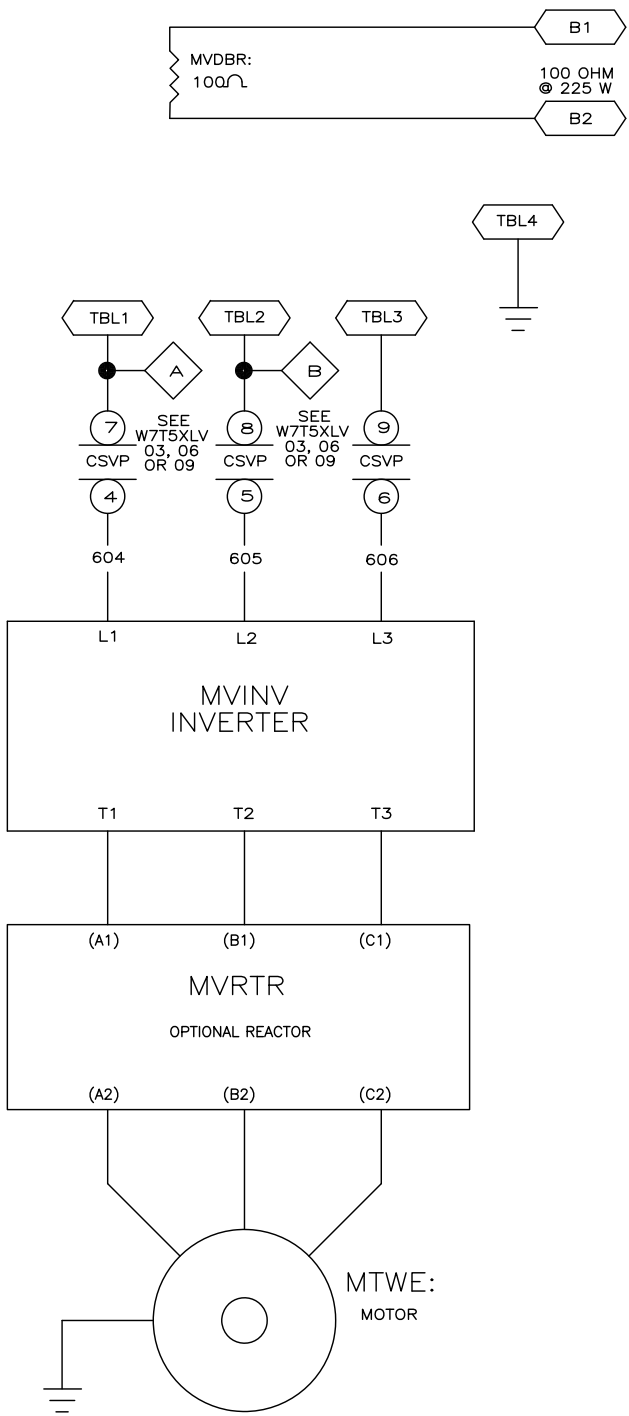 B1
MVDBR:
100Ω
100 OHM
@ 225 W
B2
TBL4
TBL1
TBL2
TBL3
A
B
7
SEE
W7T5XLV
03, 06
OR 09
8
SEE
W7T5XLV
03, 06
OR 09
9
CSVP
CSVP
CSVP
4
5
6
604
605
606
L1
L2
L3
MVINV
INVERTER
T1
T2
T3
(A1)
(B1)
(C1)
MVRTR
OPTIONAL REACTOR
(A2)
(B2)
(C2)
MTWE:
MOTOR